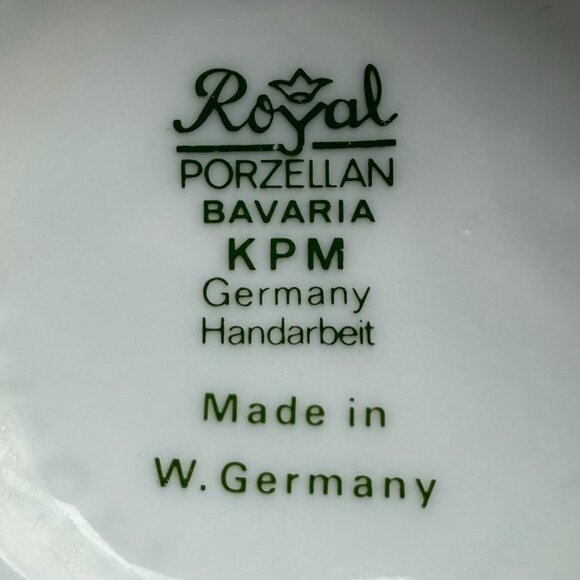 Royal
PORZELLAN
BAVARIA
KPM
Germany
Handarbeit
Made in
W. Germany